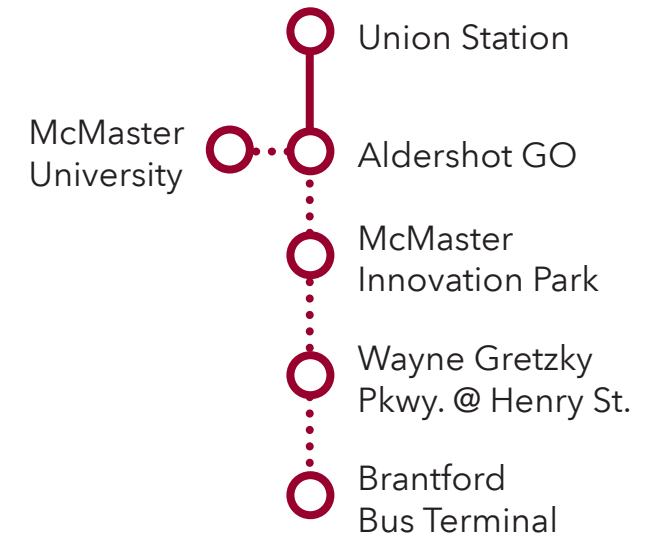 Union Station
McMaster
University
Aldershot GO
McMaster
Innovation Park
Wayne Gretzky
Pkwy. @ Henry St.
Brantford
Bus Terminal